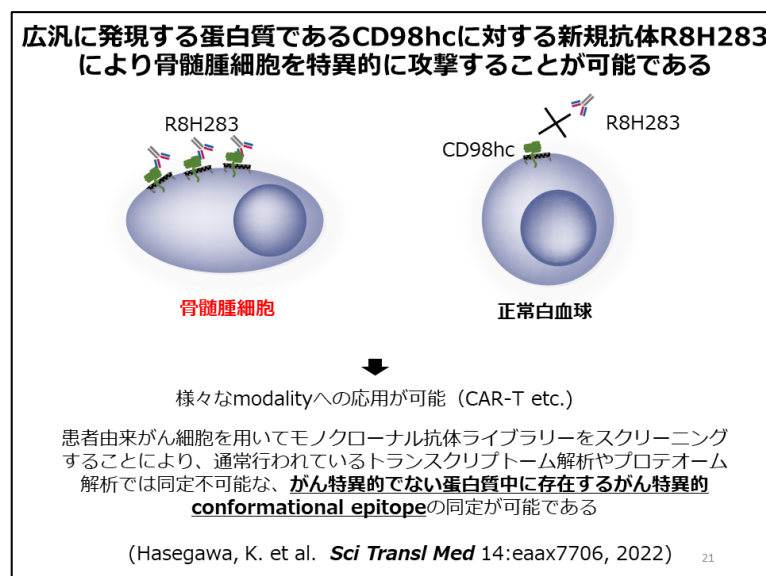 広汎に発現する蛋白質であるCD98hcに対する新規抗体R8H283
により骨髄腫細胞を特異的に攻撃することが可能である
R8H283
R8H283
CD98hc
骨髄腫細胞
正常白血球
様々なmodalityへの応用が可能（CAR-T etc.)
患者由来がん細胞を用いてモノクローナル抗体ライブラリーをスクリーニング
することにより、通常行われているトランスクリプトーム解析やプロテオーム
解析では同定不可能な、がん特異的でない蛋白質中に存在するがん特異的
conformational epitopeの同定が可能である
(Hasegawa, K. et al. Sci Transl Med 14:eaax7706, 2022)
21